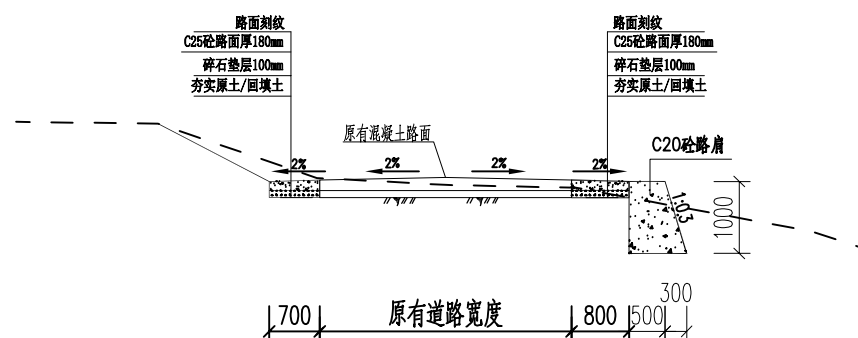 路面刻纹
C25砼路面厚180mm
碎石垫层100mm
夯实原土/回填土
路面刻纹
C25砼路面厚180mm
碎石垫层100mm
夯实原土/回填土
原有混凝土路面
C20砼路肩
2%
2%
2%
2%
1:0.3
1000
300
700
原有道路宽度
800
500